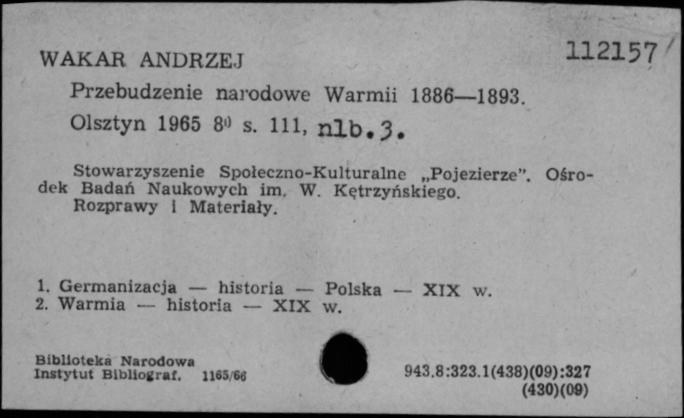 WAKAR ANDRZEJ 112157
Przebudzenie narodowe Warmii 1886—1893.
Olsztyn 1965 8⁰ s. 111, nlb. 3.
Stowarzyszenie Społeczno-Kulturalne „Pojezierze”. Ośro-
dek Badań Naukowych im. W. Kętrzyńskiego.
Rozprawy i Materiały.
1. Germanizacja — historia — Polska — XIX w.
2. Warmia — historia — XIX w.
Biblioteka Narodowa
Instytut Bibliograf. 1165/66
943.8:323.1(438)(09):327
(430)(09)